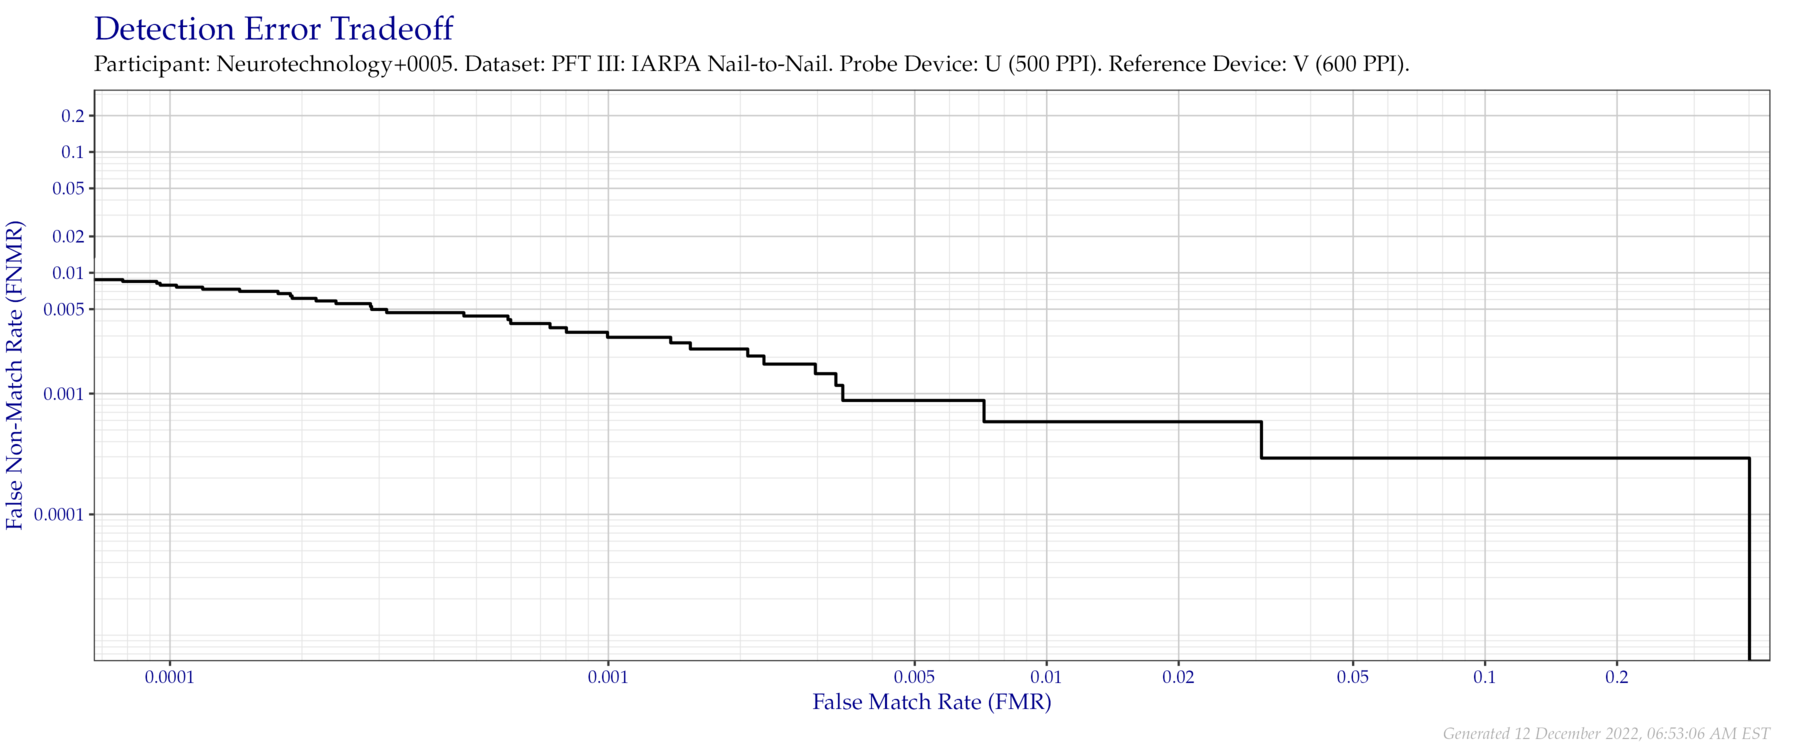 Detection Error Tradeoff
Participant: Neurotechnology+0005. Dataset: PFT III: IARPA Nail-to-Nail. Probe Device: U (500 PPI). Reference Device: V (600 PPI).
False Non-Match Rate (FNMR)
0.2
0.1
0.05
0.02
0.01
0.005
0.001
0.0001
0.0001 0.001 0.005 0.01 0.02 0.05 0.1 0.2
False Match Rate (FMR)
Generated 12 December 2022, 06:53:06 AM EST